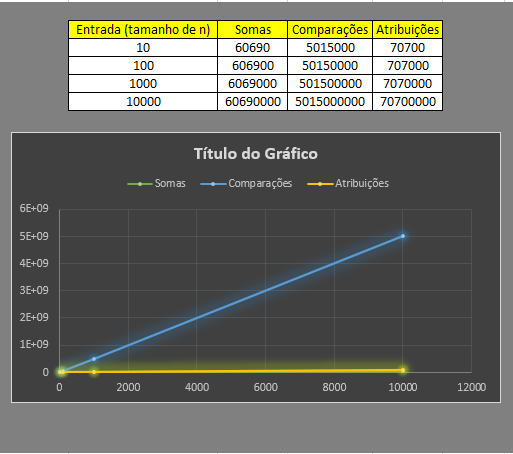 Entrada (tamanho de n) Somas Comparações Atribuições
10 60690 5015000 70700
100 606900 50150000 707000
1000 6069000 501500000 7070000
10000 60690000 5015000000 70700000
Título do Gráfico
Somas Comparações Atribuições
6E+09
5E+09
4E+09
3E+09
2E+09
1E+09
0
0 2000 4000 6000 8000 10000 12000